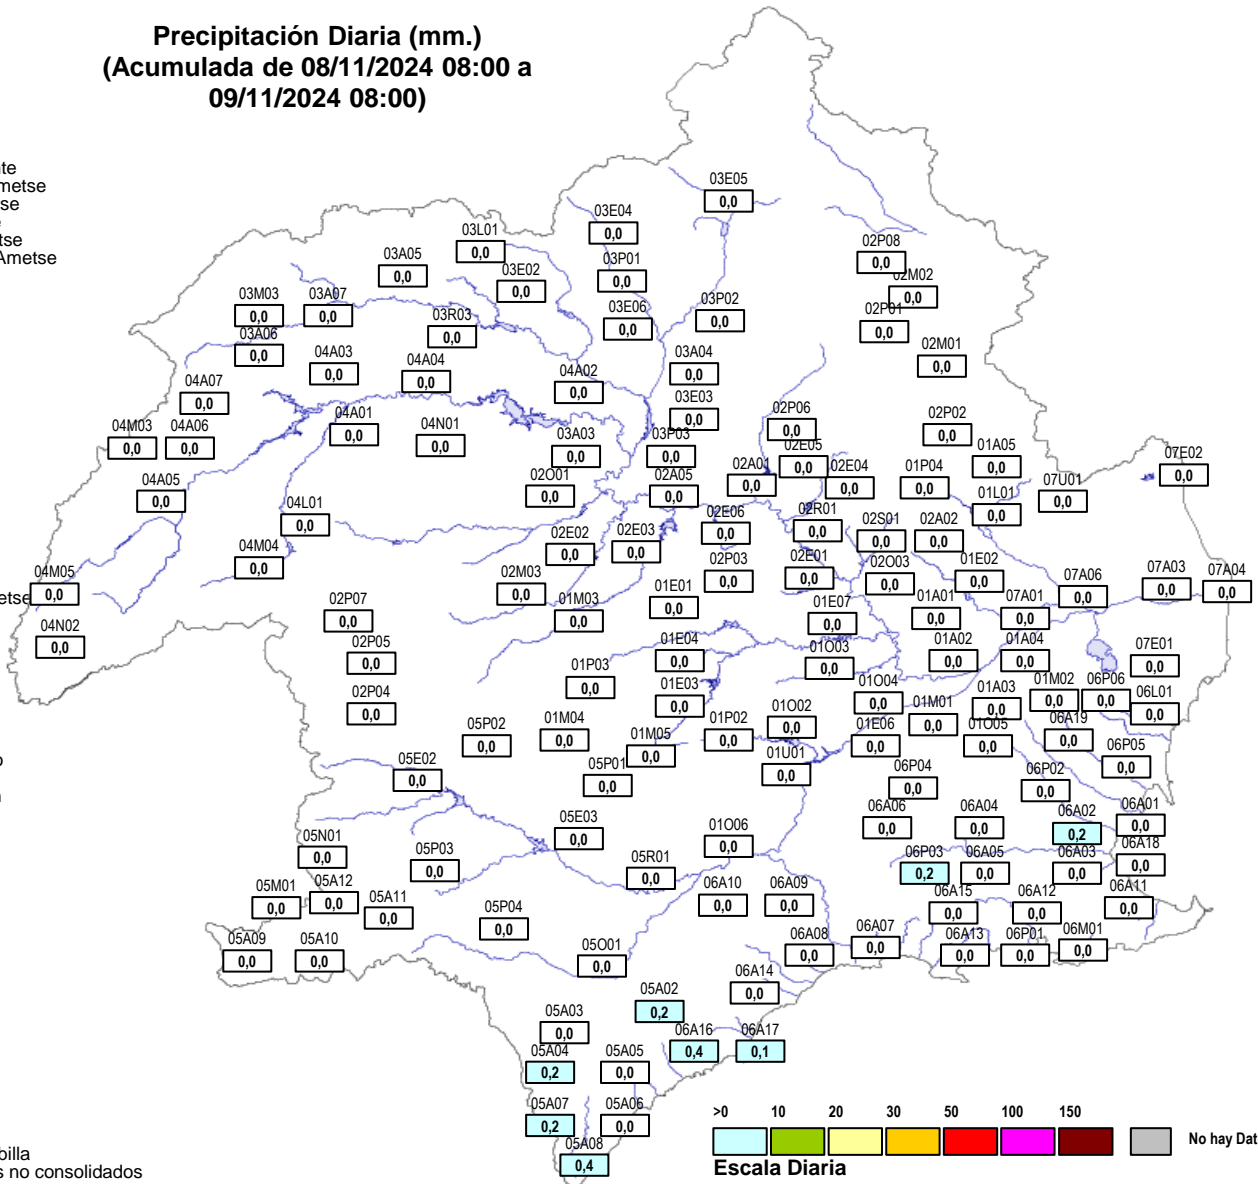 Precipitación Diaria (mm.)
(Acumulada de 08/11/2024 08:00 a
09/11/2024 08:00)
03E05
0,0
03E04
0,0
03L01
0,0
03A05
0,0
03E02
0,0
03P01
0,0
02P08
0,0
02M02
0,0
03M03
0,0
03A07
0,0
03R03
0,0
03E06
0,0
03P02
0,0
02P01
0,0
03A06
0,0
04A03
0,0
04A04
0,0
04A02
0,0
03A04
0,0
02M01
0,0
04A07
0,0
03E03
0,0
04A01
0,0
04N01
0,0
02P06
0,0
02P02
0,0
04M03
0,0
04A06
0,0
03A03
0,0
03P03
0,0
02E05
0,0
01A05
0,0
07E02
0,0
04A05
0,0
02O01
0,0
02A05
0,0
02A01
0,0
02E04
0,0
01P04
0,0
07U01
0,0
04L01
0,0
01L01
0,0
02E06
0,0
02R01
0,0
02S01
0,0
02A02
0,0
04M04
0,0
02E02
0,0
02E03
0,0
04M05
0,0
02M03
0,0
02P03
0,0
02E01
0,0
02O03
0,0
01E02
0,0
07A06
0,0
07A03
0,0
07A04
0,0
04N02
0,0
02P07
0,0
01M03
0,0
01E01
0,0
01E07
0,0
01A01
0,0
07A01
0,0
02P05
0,0
01E04
0,0
01O03
0,0
01A02
0,0
01A04
0,0
07E01
0,0
02P04
0,0
01P03
0,0
01E03
0,0
01O04
0,0
01M01
0,0
01A03
0,0
01M02
0,0
06P06
0,0
06L01
0,0
05P02
0,0
01M04
0,0
01M05
0,0
01P02
0,0
01O02
0,0
01E06
0,0
01O05
0,0
06A19
0,0
05E02
0,0
05P01
0,0
01U01
0,0
06P04
0,0
06P02
0,0
06P05
0,0
05E03
0,0
01O06
0,0
06A06
0,0
06A04
0,0
06A02
0,2
06A01
0,0
05N01
0,0
05P03
0,0
05R01
0,0
06P03
0,2
06A05
0,0
06A03
0,0
06A18
0,0
05M01
0,0
05A12
0,0
05A11
0,0
05P04
0,0
06A10
0,0
06A09
0,0
06A15
0,0
06A12
0,0
06A11
0,0
05A09
0,0
05A10
0,0
05O01
0,0
06A08
0,0
06A07
0,0
06A13
0,0
06P01
0,0
06M01
0,0
06A14
0,0
05A02
0,2
05A03
0,0
06A16
0,4
06A17
0,1
05A04
0,2
05A05
0,0
05A07
0,2
05A06
0,0
05A08
0,4
>0 10 20 30 50 100 150
No hay Dat
Escala Diaria
s no consolidados